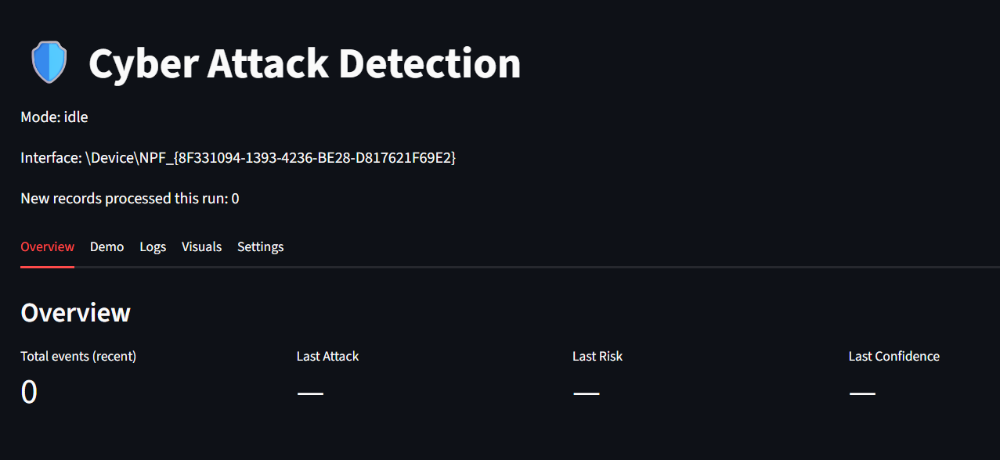 Cyber Attack Detection
Mode: idle
Interface: \Device\NPF_{8F331094-1393-4236-BE28-D817621F69E2}
New records processed this run: 0
Overview Demo Logs Visuals Settings
Overview
Total events (recent) Last Attack Last Risk Last Confidence
0 — — —